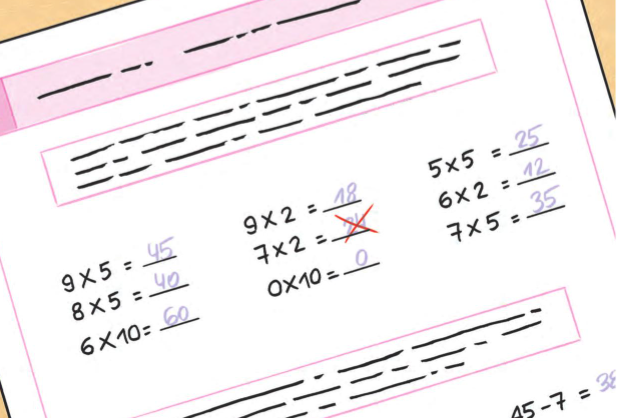 9×5 = 45
8×5 = 40
6×10= 60
9×2 = 18
7×2 =
0×10= 0
5×5 = 25
6×2 = 12
7×5 = 35
45-7 = 38